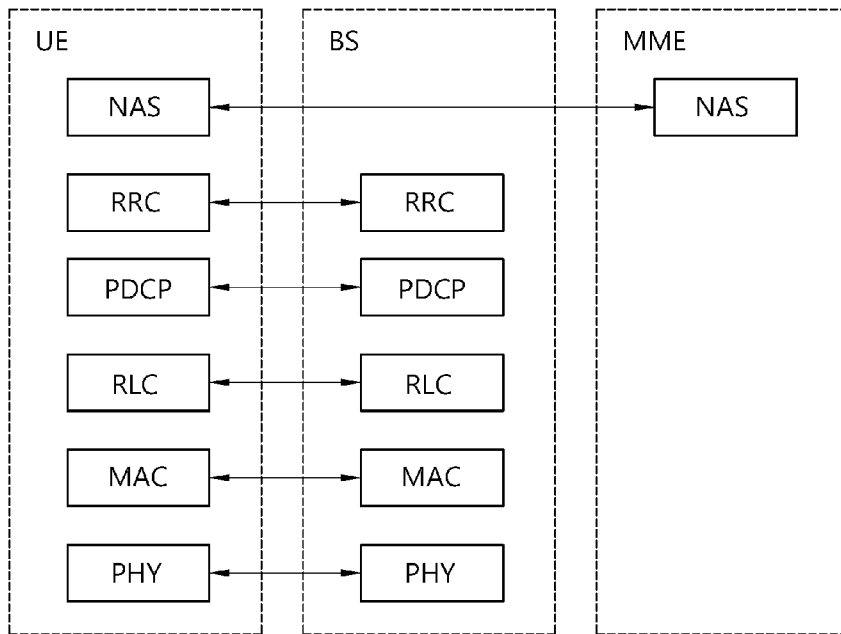 UE BS MME
NAS NAS
RRC RRC
PDCP PDCP
RLC RLC
MAC MAC
PHY PHY